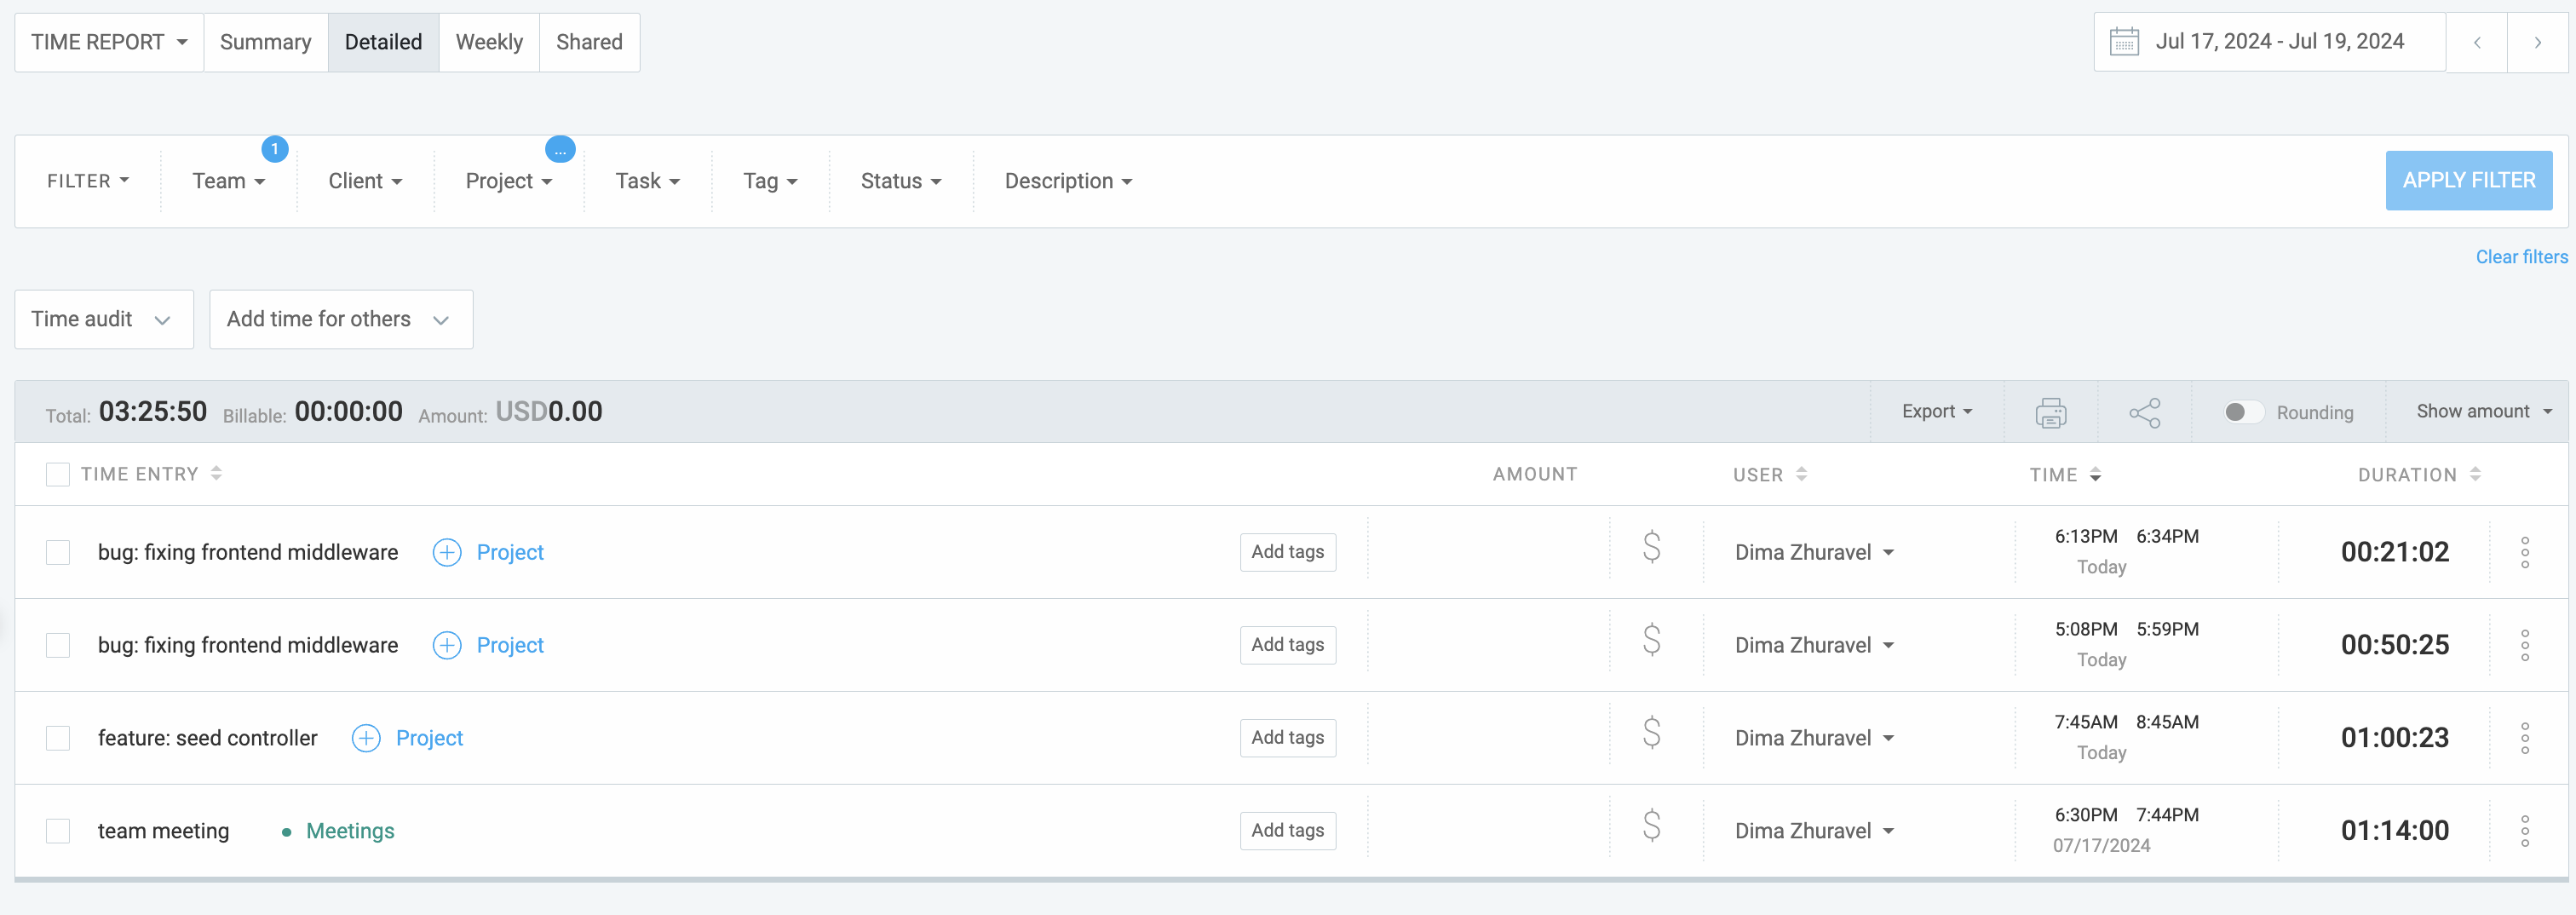 TIME REPORT Summary Detailed Weekly Shared Jul 17, 2024 - Jul 19, 2024
1 ...
FILTER Team Client Project Task Tag Status Description APPLY FILTER
Clear filters
Time audit Add time for others
Total: 03:25:50 Billable: 00:00:00 Amount: USD0.00 Export Rounding Show amount
TIME ENTRY AMOUNT USER TIME DURATION
bug: fixing frontend middleware Project Add tags $ Dima Zhuravel 6:13PM 6:34PM 00:21:02
Today
bug: fixing frontend middleware Project Add tags $ Dima Zhuravel 5:08PM 5:59PM 00:50:25
Today
feature: seed controller Project Add tags $ Dima Zhuravel 7:45AM 8:45AM 01:00:23
Today
team meeting Meetings Add tags $ Dima Zhuravel 6:30PM 7:44PM 01:14:00
07/17/2024